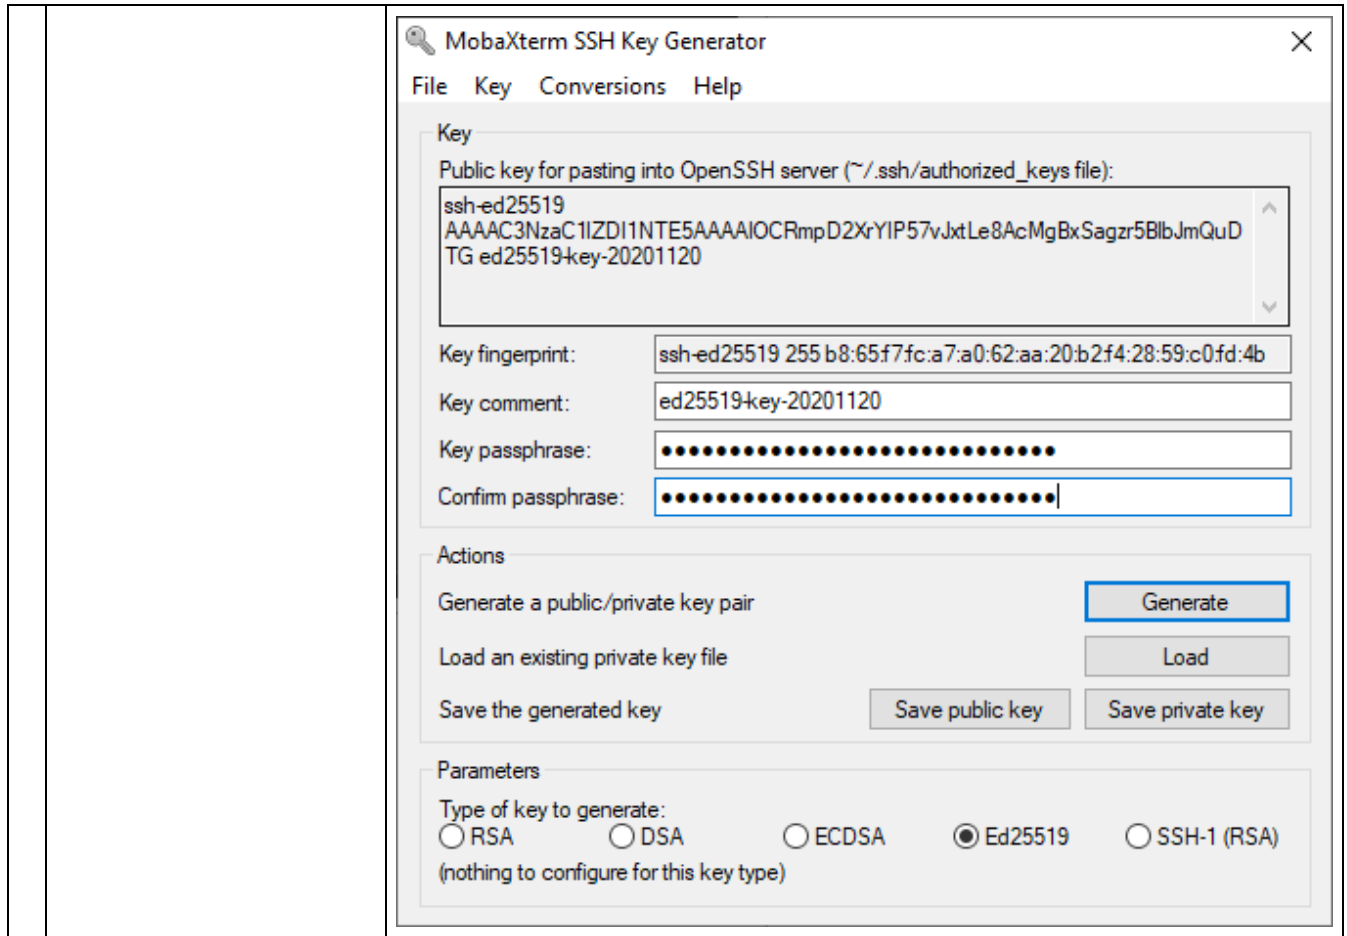 MobaXterm SSH Key Generator
File Key Conversions Help
Key
Public key for pasting into OpenSSH server (~/.ssh/authorized_keys file):
ssh-ed25519
AAAAC3NzaC1lZDI1NTE5AAAAIOCRmpD2XrYIP57vJxtLe8AcMgBxSagzr5BIbJmQuD
TG ed25519-key-20201120
Key fingerprint: ssh-ed25519 255 b8:65:f7:fc:a7:a0:62:aa:20:b2:f4:28:59:c0:fd:4b
Key comment: ed25519-key-20201120
Key passphrase: ●●●●●●●●●●●●●●●●●●●●●●●●●●●●●
Confirm passphrase: ●●●●●●●●●●●●●●●●●●●●●●●●●●●●●
Actions
Generate a public/private key pair Generate
Load an existing private key file Load
Save the generated key Save public key Save private key
Parameters
Type of key to generate:
RSA DSA ECDSA Ed25519 SSH-1 (RSA)
(nothing to configure for this key type)